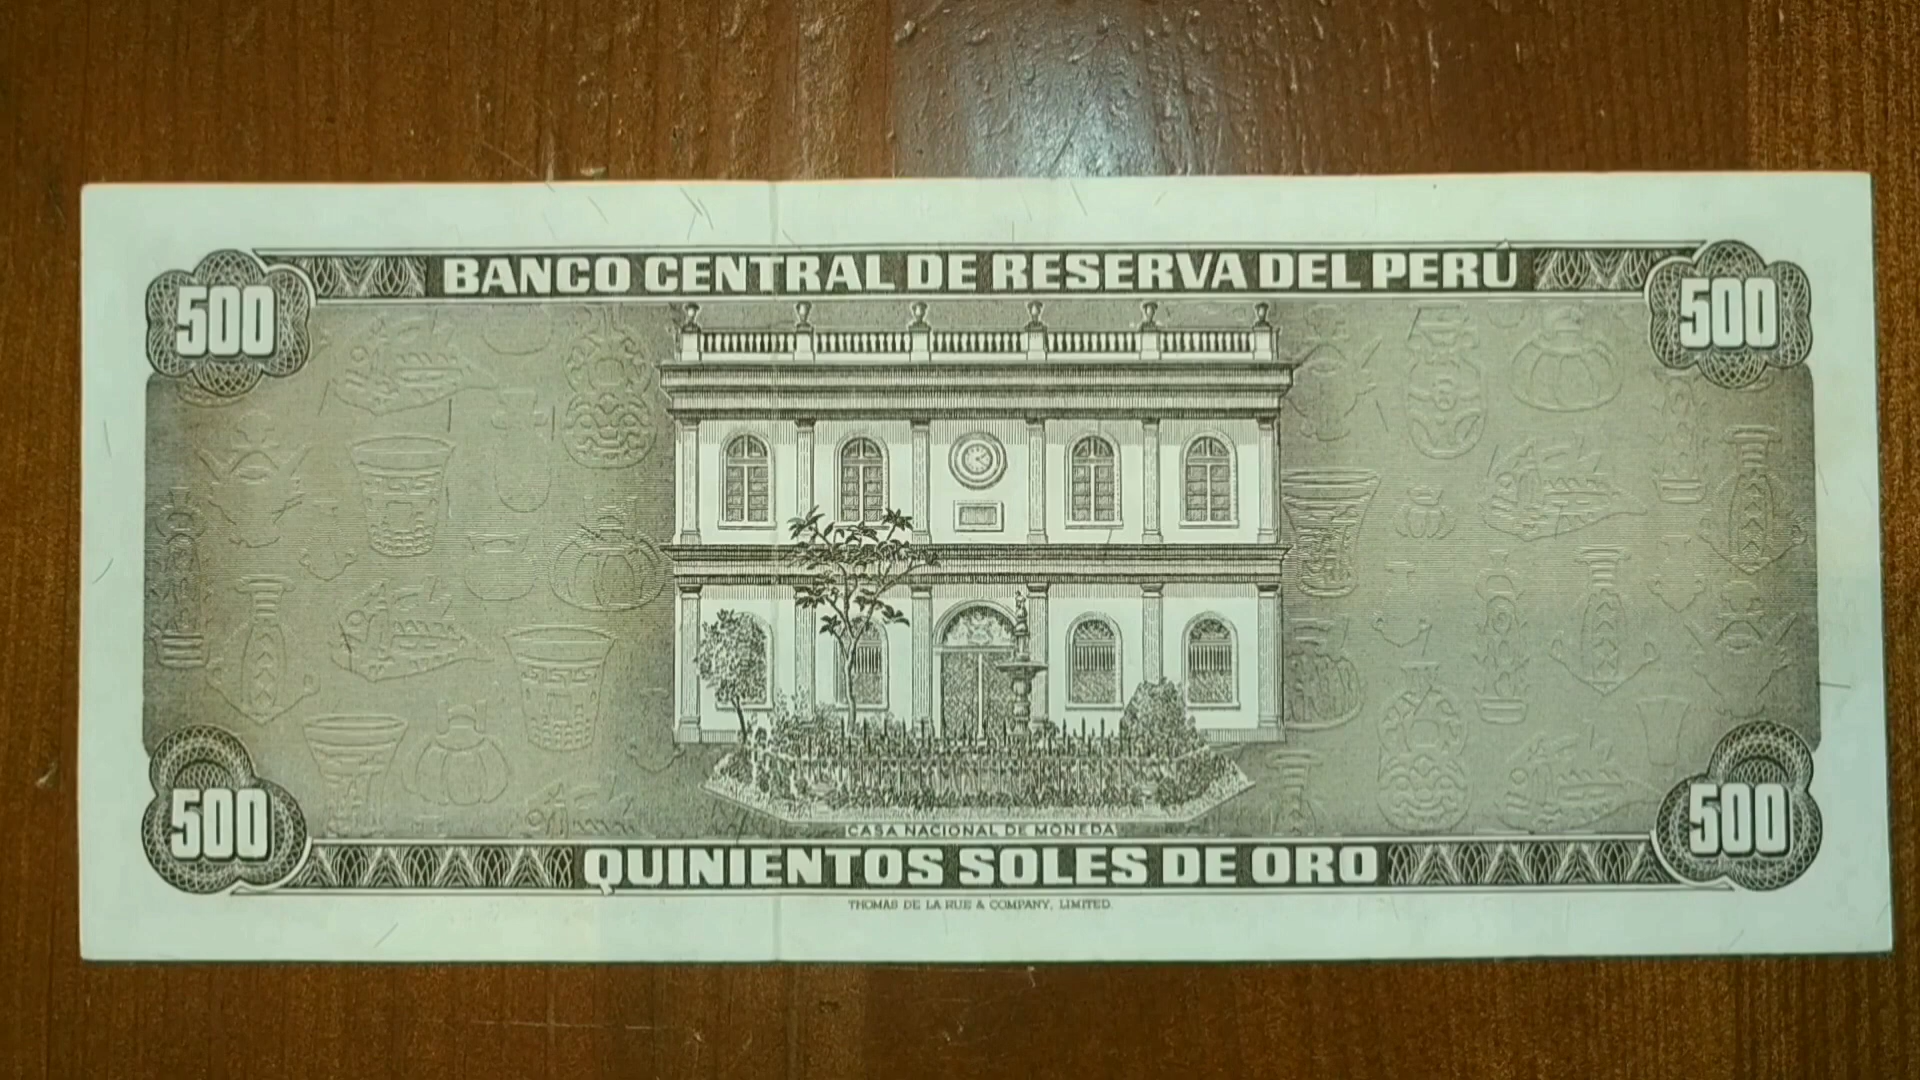 BANCO CENTRAL DE RESERVA DEL PERÚ
500
500
CASA NACIONAL DE MONEDA
500
500
QUINIENTOS SOLES DE ORO
THOMAS DE LA RUE & COMPANY, LIMITED.